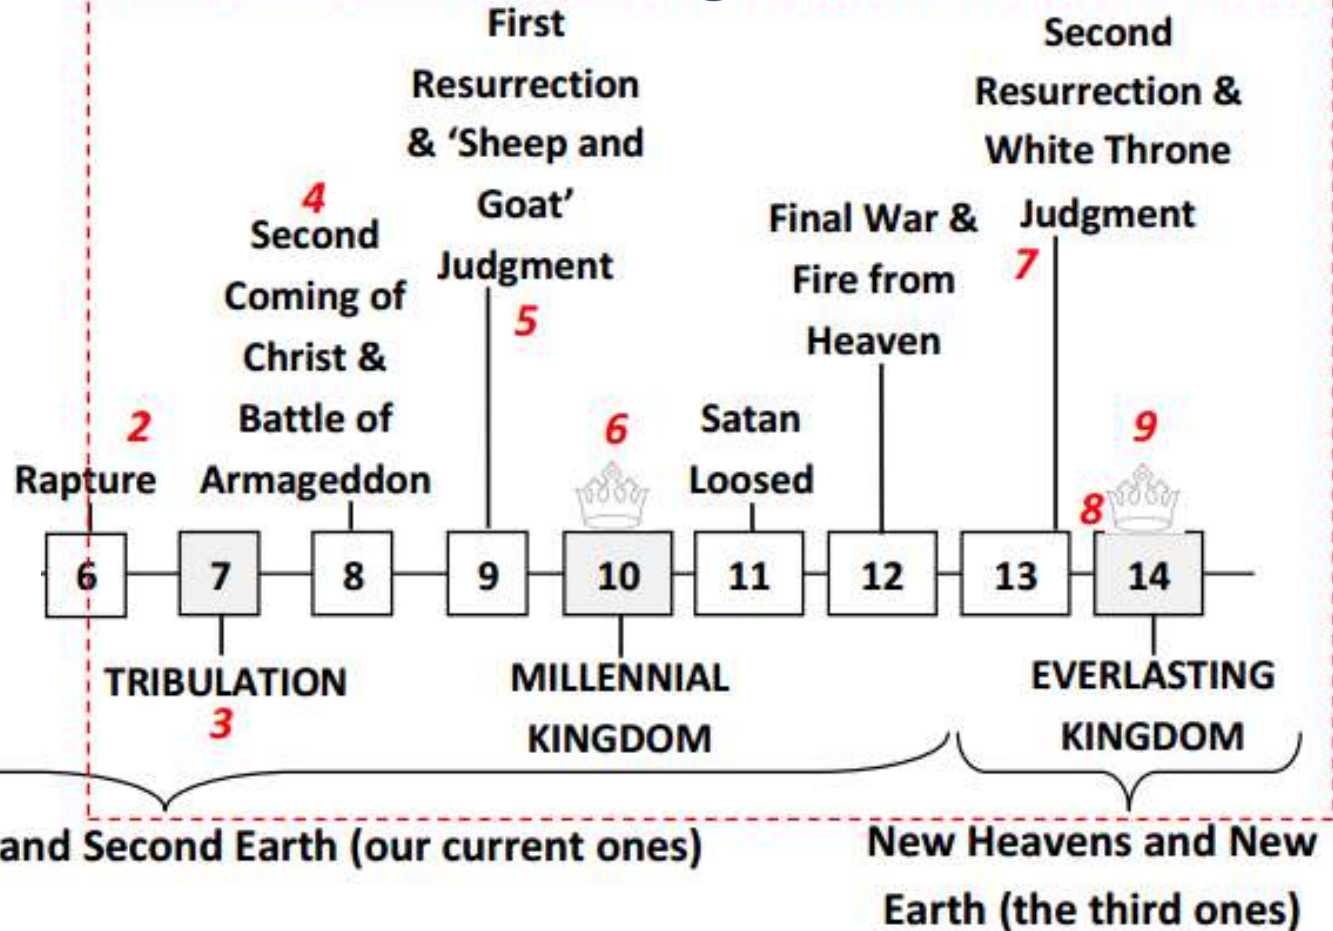 First
Resurrection
& ‘Sheep and
Goat’
Judgment
5
Second
Resurrection &
White Throne
Judgment
7
4
Second
Coming of
Christ &
Battle of
Armageddon
Final War &
Fire from
Heaven
2
Rapture
6
Satan
Loosed
9
8
6 7 8 9 10 11 12 13 14
TRIBULATION
3
MILLENNIAL
KINGDOM
EVERLASTING
KINGDOM
and Second Earth (our current ones)
New Heavens and New
Earth (the third ones)